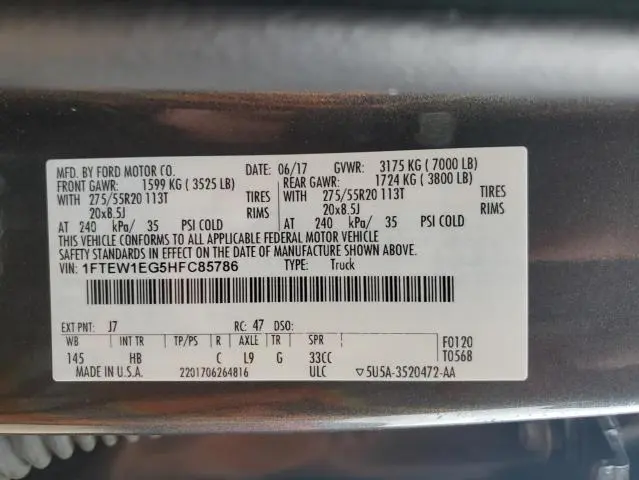 MFD. BY FORD MOTOR CO. DATE: 06/17 GVWR: 3175 KG ( 7000 LB)
FRONT GAWR: 1599 KG ( 3525 LB) REAR GAWR: 1724 KG ( 3800 LB)
WITH 275/55R20 113T TIRES WITH 275/55R20 113T TIRES
20x8.5J RIMS 20x8.5J RIMS
AT 240 kPa/ 35 PSI COLD AT 240 kPa/ 35 PSI COLD
THIS VEHICLE CONFORMS TO ALL APPLICABLE FEDERAL MOTOR VEHICLE
SAFETY STANDARDS IN EFFECT ON THE DATE OF MANUFACTURE SHOWN ABOVE.
VIN: 1FTEW1EG5HFC85786 TYPE: Truck
EXT PNT: J7 RC: 47 DSO:
WB INT TR TP/PS R AXLE TR SPR F0120
145 HB C L9 G 33CC T0568
MADE IN U.S.A. 2201706264816 ULC ▽5U5A-3520472-AA